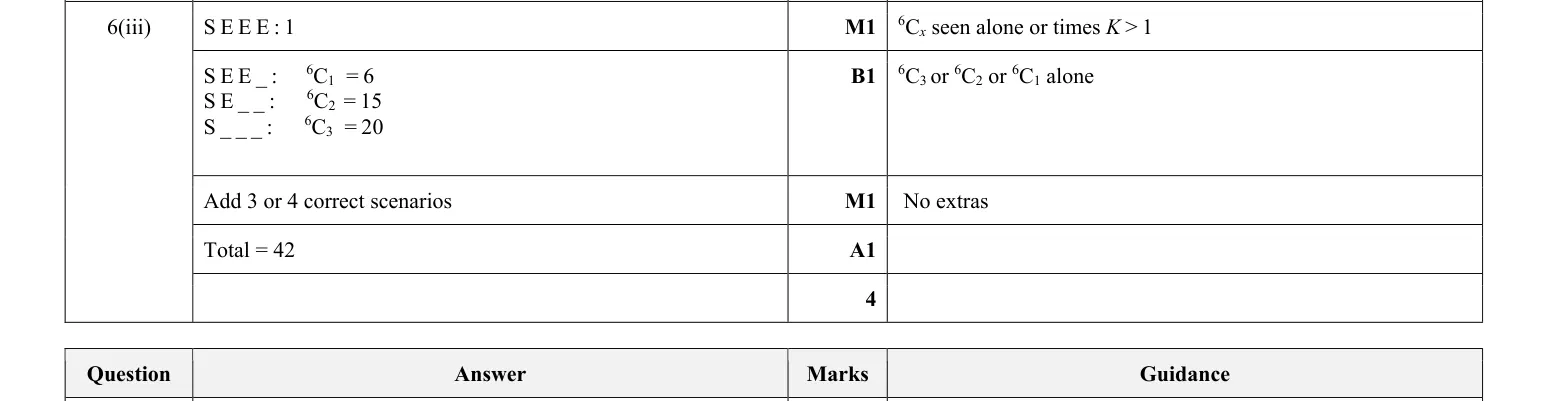 6(iii) S E E E : 1 M1 ⁶Cₓ seen alone or times K > 1
S E E _ : ⁶C₁ = 6 B1 ⁶C₃ or ⁶C₂ or ⁶C₁ alone
S E _ _ : ⁶C₂ = 15
S _ _ _ : ⁶C₃ = 20
Add 3 or 4 correct scenarios M1 No extras
Total = 42 A1
4
Question Answer Marks Guidance